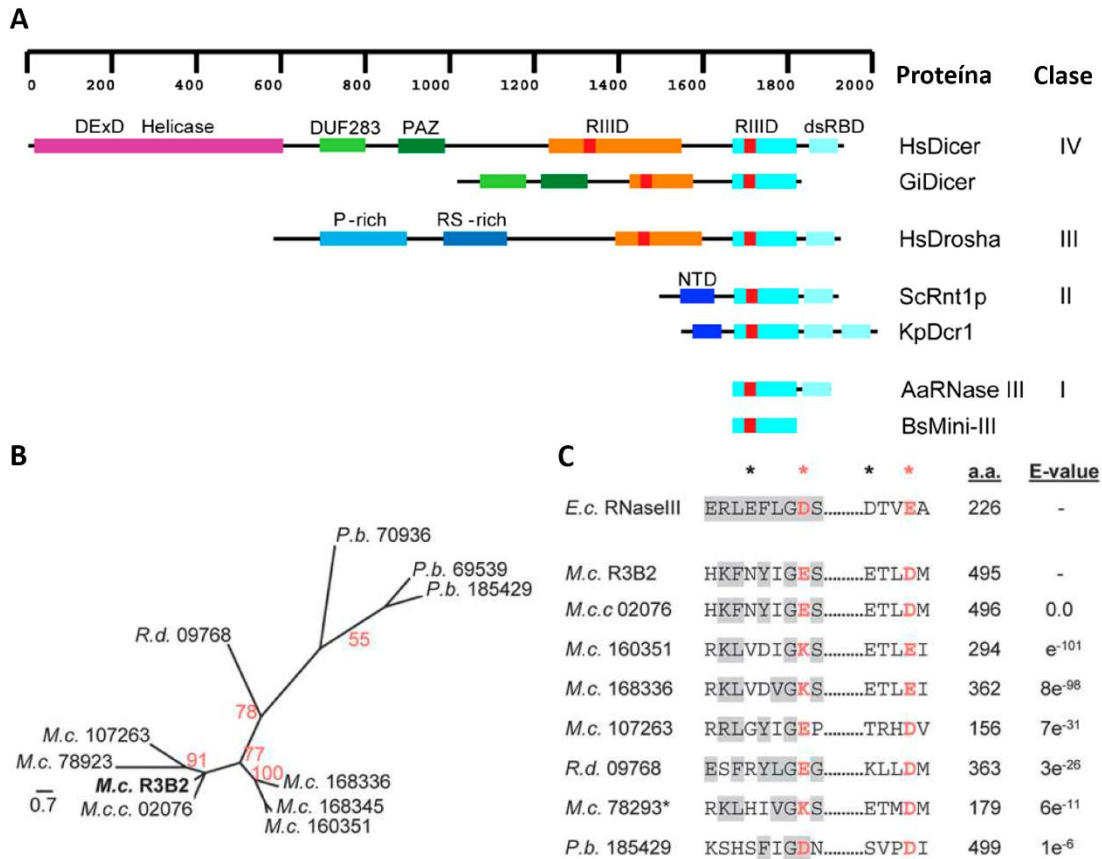 A
0 200 400 600 800 1000 1200 1400 1600 1800 2000 Proteína Clase
DExD Helicase DUF283 PAZ RIIID RIIID dsRBD
HsDicer IV
GiDicer
P -rich RS -rich
HsDrosha III
NTD
ScRnt1p II
KpDcr1
AaRNase III I
BsMini-III
B
P.b. 70936
P.b. 69539
P.b. 185429
55
R.d. 09768
78
M.c. 107263
M.c. 78923
91
77
100
M.c. R3B2
M.c.c. 02076
M.c. 168336
M.c. 168345
M.c. 160351
0.7
C
* * * * a.a. E-value
E.c. RNaseIII ERLEFLGDS.........DTVEA 226 -
M.c. R3B2 HKFNYIGES.........ETLDM 495 -
M.c.c 02076 HKFNYIGES.........ETLDM 496 0.0
M.c. 160351 RKLVDIGKS.........ETLEI 294 e-101
M.c. 168336 RKLVDVGKS.........ETLEI 362 8e-98
M.c. 107263 RRLGYIGEP.........TRHDV 156 7e-31
R.d. 09768 ESFRYLGEG.........KLLDM 363 3e-26
M.c. 78293* RKLHIVGKS.........ETMDM 179 6e-11
P.b. 185429 KSHSFIGDN.........SVPDI 499 1e-6